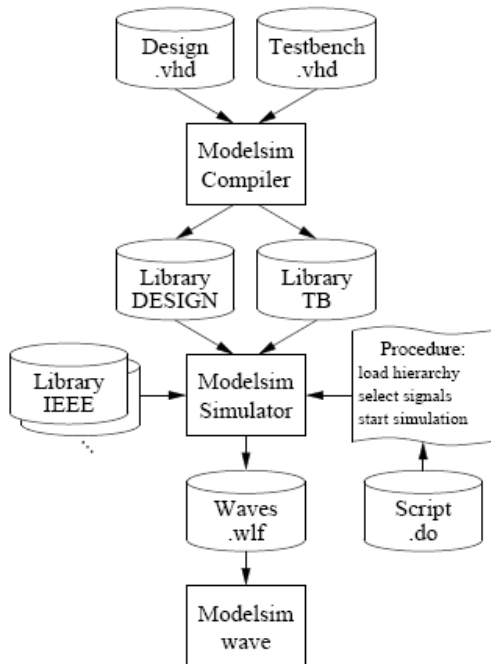 Design
.vhd
Testbench
.vhd
Modelsim
Compiler
Library
DESIGN
Library
TB
Library
IEEE
Modelsim
Simulator
Procedure:
load hierarchy
select signals
start simulation
Waves
.wlf
Script
.do
Modelsim
wave